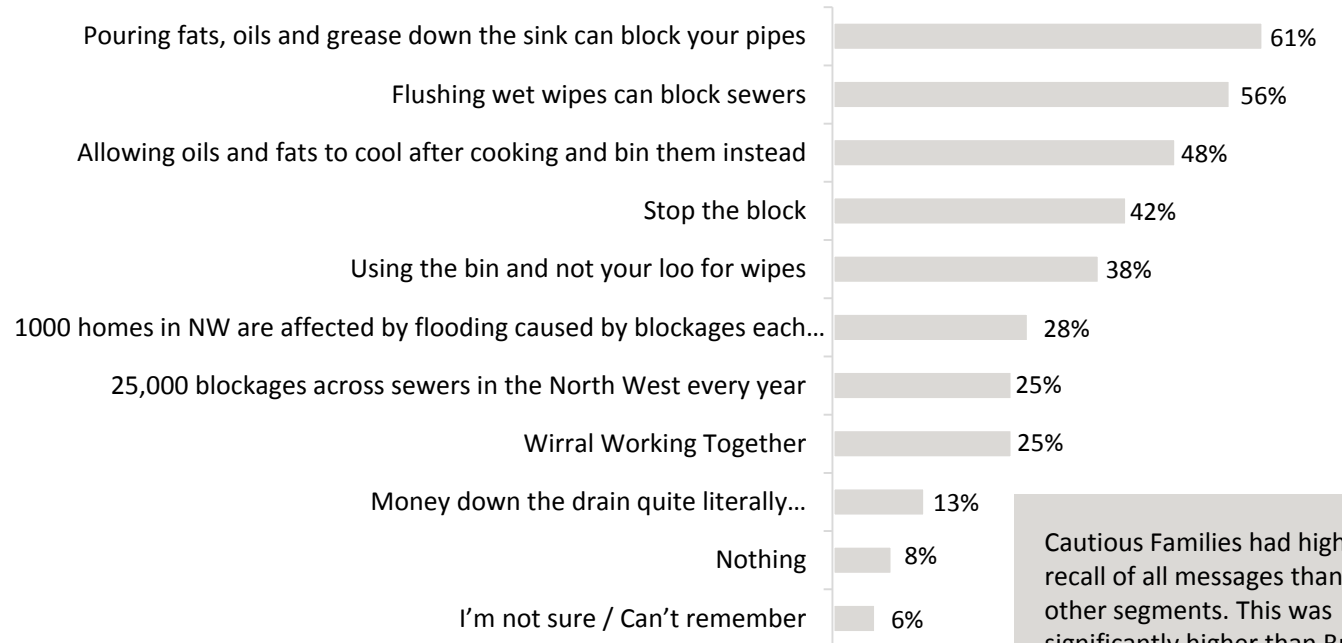 Pouring fats, oils and grease down the sink can block your pipes 61%
Flushing wet wipes can block sewers 56%
Allowing oils and fats to cool after cooking and bin them instead 48%
Stop the block 42%
Using the bin and not your loo for wipes 38%
1000 homes in NW are affected by flooding caused by blockages each… 28%
25,000 blockages across sewers in the North West every year 25%
Wirral Working Together 25%
Money down the drain quite literally… 13%
Nothing 8%
I'm not sure / Can't remember 6%
Cautious Families had
recall of all messages than
other segments. This was
significantly higher than